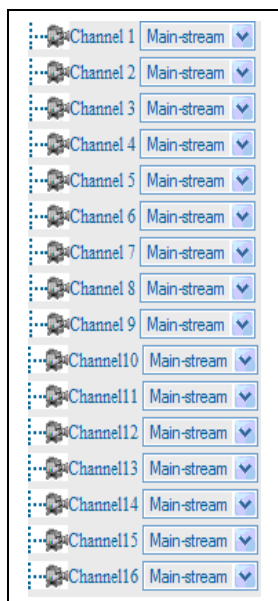 Channel 1 Main-stream
Channel 2 Main-stream
Channel 3 Main-stream
Channel 4 Main-stream
Channel 5 Main-stream
Channel 6 Main-stream
Channel 7 Main-stream
Channel 8 Main-stream
Channel 9 Main-stream
Channel10 Main-stream
Channel11 Main-stream
Channel12 Main-stream
Channel13 Main-stream
Channel14 Main-stream
Channel15 Main-stream
Channel16 Main-stream